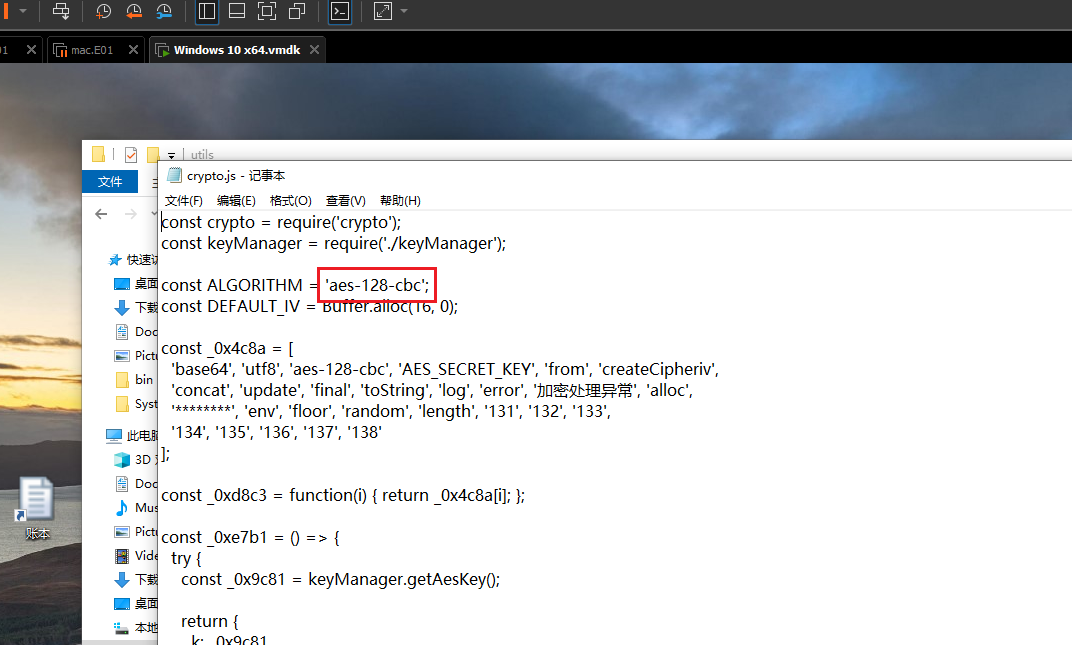 01
mac.E01
Windows 10 x64.vmdk
utils
文件
crypto.js - 记事本
文件(F) 编辑(E) 格式(O) 查看(V) 帮助(H)
const crypto = require('crypto');
const keyManager = require('./keyManager');
const ALGORITHM = 'aes-128-cbc';
const DEFAULT_IV = Buffer.alloc(16, 0);
const _0x4c8a = [
'base64', 'utf8', 'aes-128-cbc', 'AES_SECRET_KEY', 'from', 'createCipheriv',
'concat', 'update', 'final', 'toString', 'log', 'error', '加密处理异常', 'alloc',
'********', 'env', 'floor', 'random', 'length', '131', '132', '133',
'134', '135', '136', '137', '138'
];
const _0xd8c3 = function(i) { return _0x4c8a[i]; };
const _0xe7b1 = () => {
try {
const _0x9c81 = keyManager.getAesKey();
return {
k: _0x9c81
快速访
桌面
下载
Doc
Pictu
bin
Syst
此电脑
3D
Doc
Mus
Pictu
Vide
下载
桌面
本地
账本